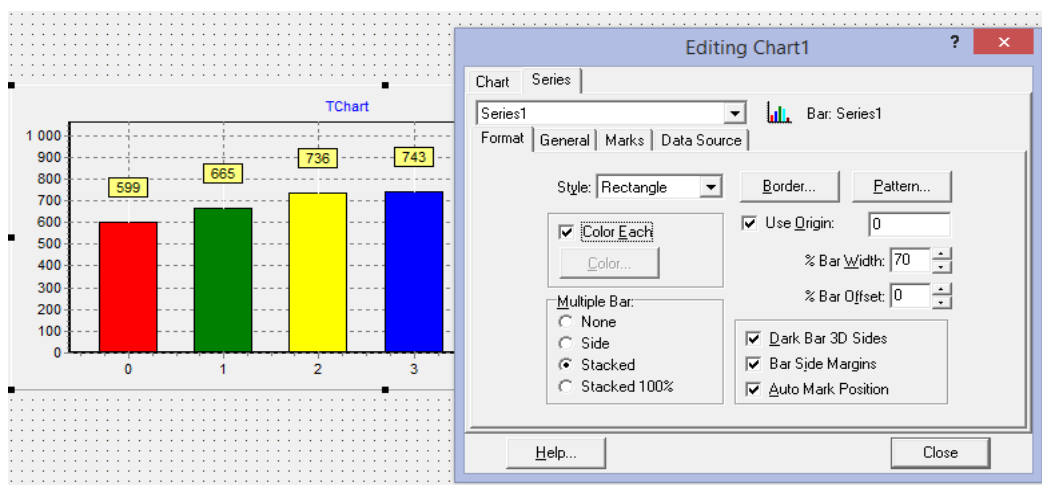 TChart
1 000
900
800
700
600
500
400
300
200
100
0
599
665
736
743
0
1
2
3
Editing Chart1
?
×
Chart Series
Series1
Bar: Series1
Format General Marks Data Source
Style: Rectangle
Border...
Pattern...
Color Each
Color...
Use Origin: 0
% Bar Width: 70
% Bar Offset: 0
Multiple Bar:
None
Side
Stacked
Stacked 100%
Dark Bar 3D Sides
Bar Side Margins
Auto Mark Position
Help...
Close